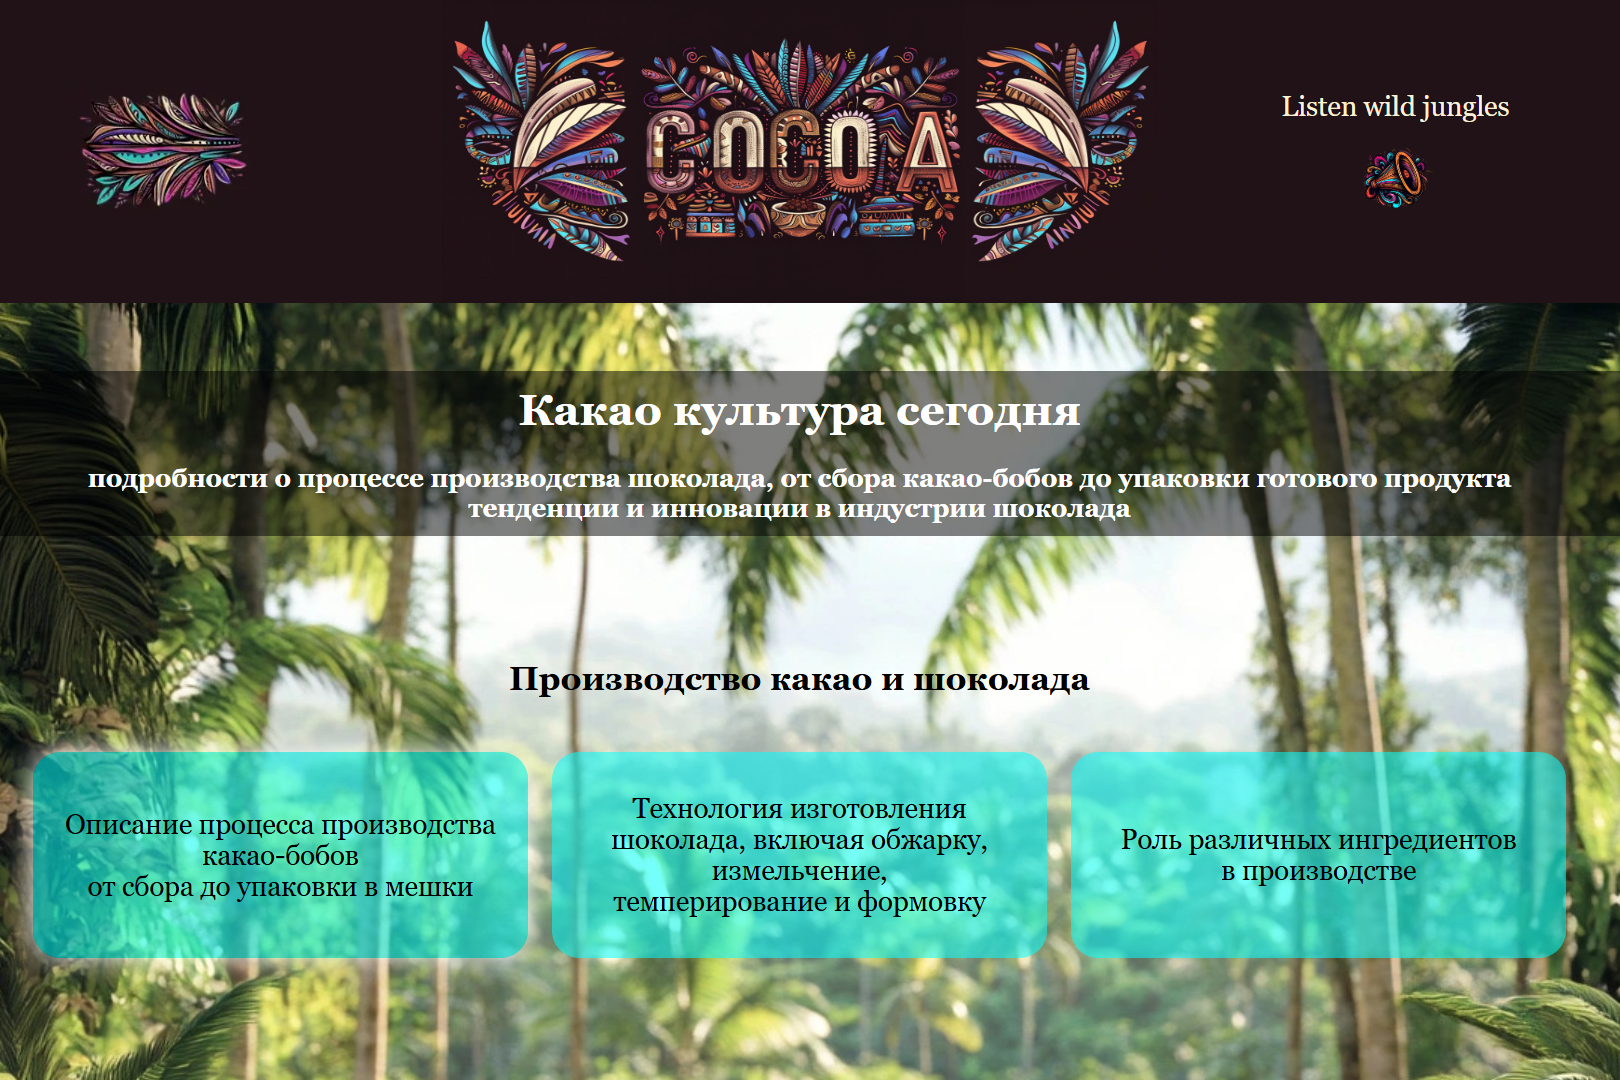 COCOA
Listen wild jungles
Какао культура сегодня
подробности о процессе производства шоколада, от сбора какао-бобов до упаковки готового продукта
тенденции и инновации в индустрии шоколада
Производство какао и шоколада
Описание процесса производства
какао-бобов
от сбора до упаковки в мешки
Технология изготовления
шоколада, включая обжарку,
измельчение,
темперирование и формовку
Роль различных ингредиентов
в производстве